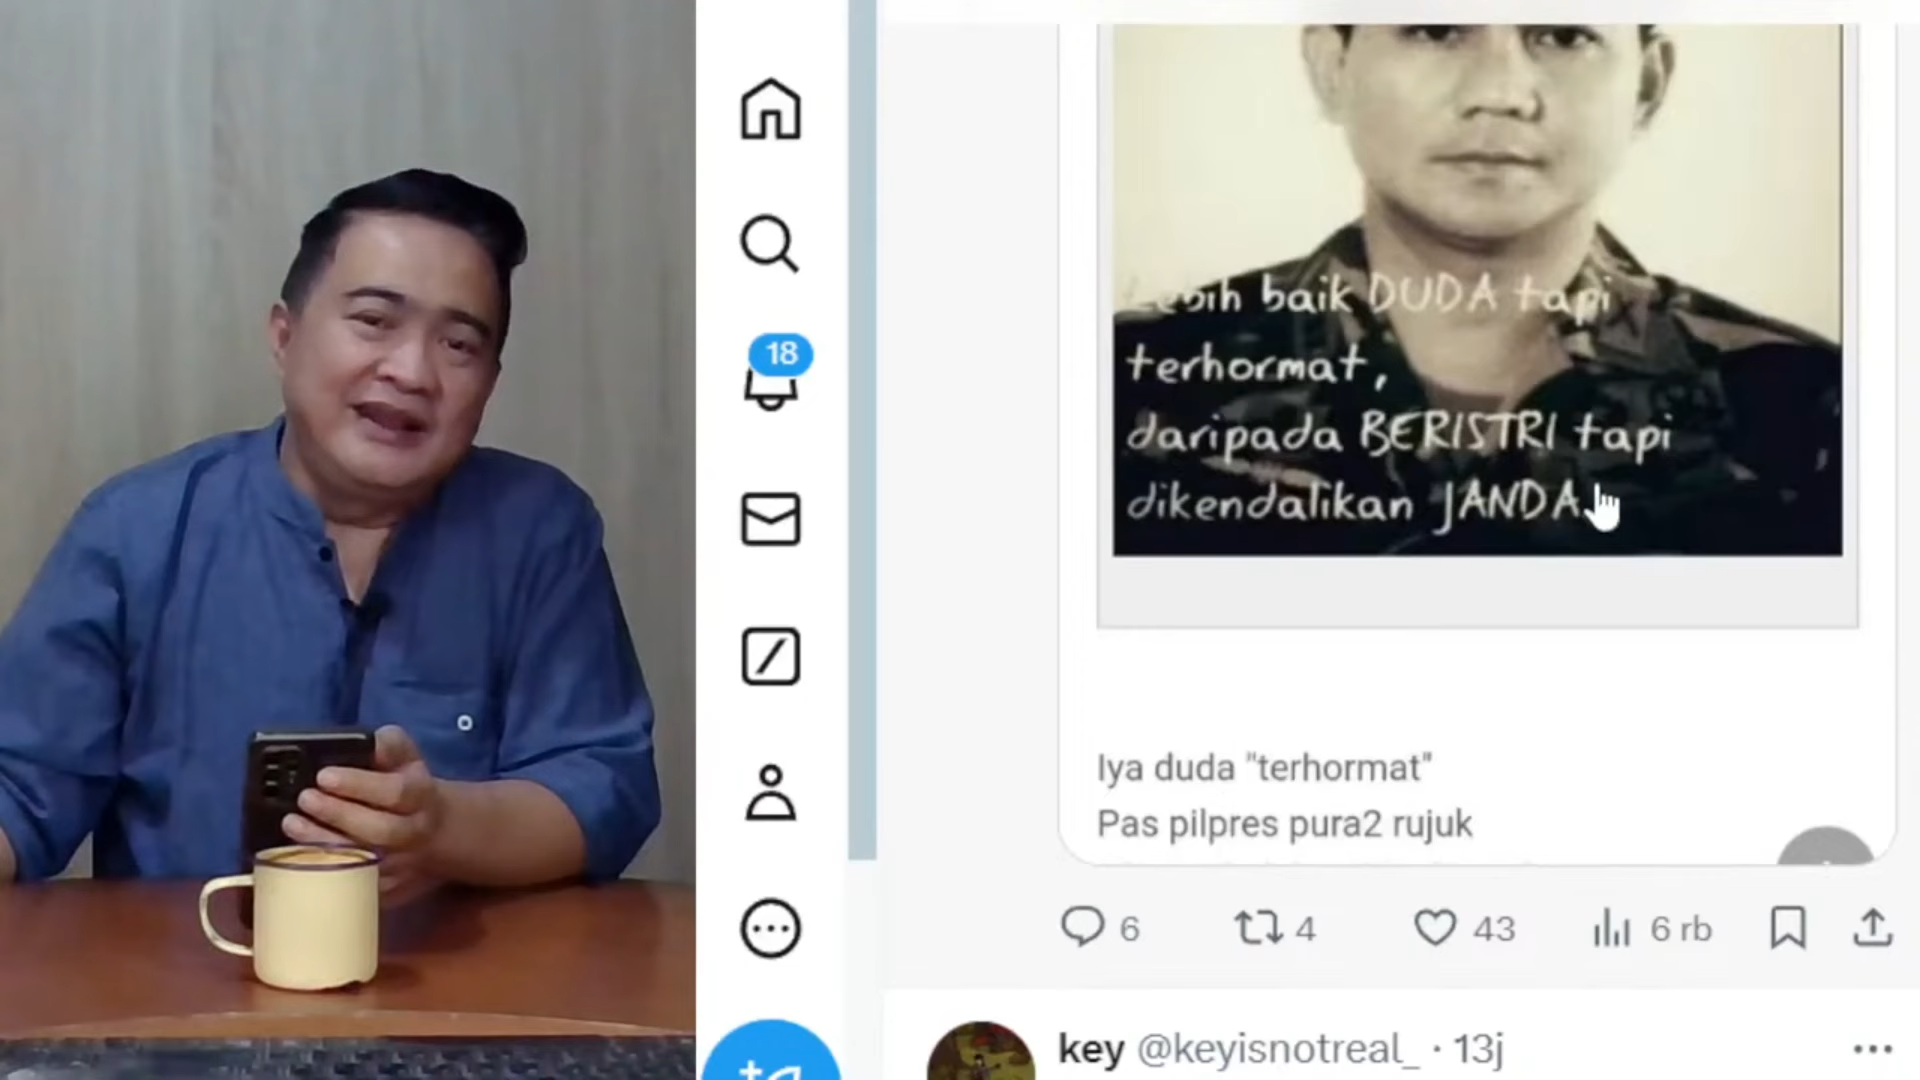 18
Lebih baik DUDA tapi
terhormat,
daripada BERISTRI tapi
dikendalikan JANDA
Iya duda "terhormat"
Pas pilpres pura2 rujuk
6
4
43
6 rb
key @keyisnotreal_ · 13j